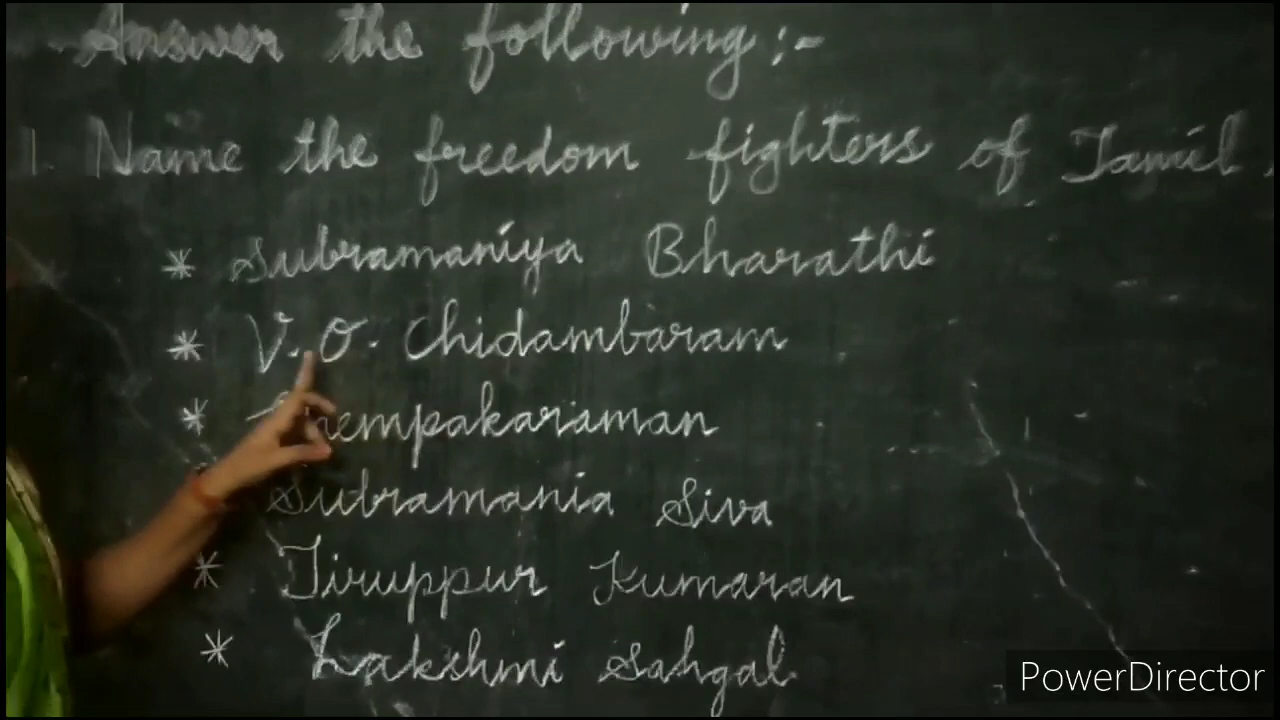 Answer the following:-
1. Name the freedom fighters of Tamil
* Subramaniya Bharathi
* V.O. Chidambaram
* Chempakaraman
Subramania Siva
* Tiruppur Kumaran
* Lakshmi Sahgal
PowerDirector